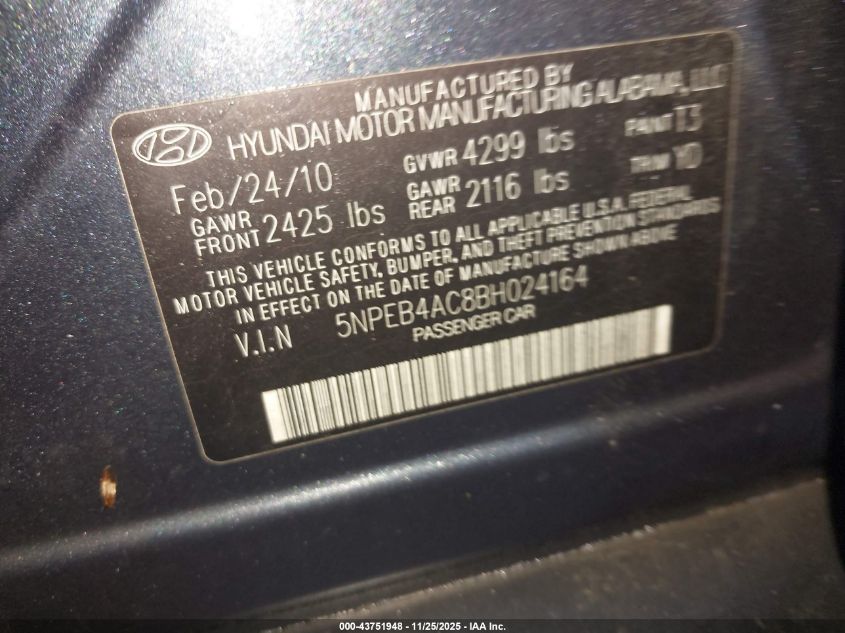 MANUFACTURED BY
HYUNDAI MOTOR MANUFACTURING ALABAMA, LLC
Feb/24/10 GVWR 4299 lbs PAINT T3
GAWR FRONT 2425 lbs GAWR REAR 2116 lbs TRIM YD
THIS VEHICLE CONFORMS TO ALL APPLICABLE U.S.A. FEDERAL
MOTOR VEHICLE SAFETY, BUMPER, AND THEFT PREVENTION STANDARDS
IN EFFECT ON THE DATE OF MANUFACTURE SHOWN ABOVE
V.I.N 5NPEB4AC8BH024164
PASSENGER CAR
000-43751948 - 11/25/2025 - IAA Inc.